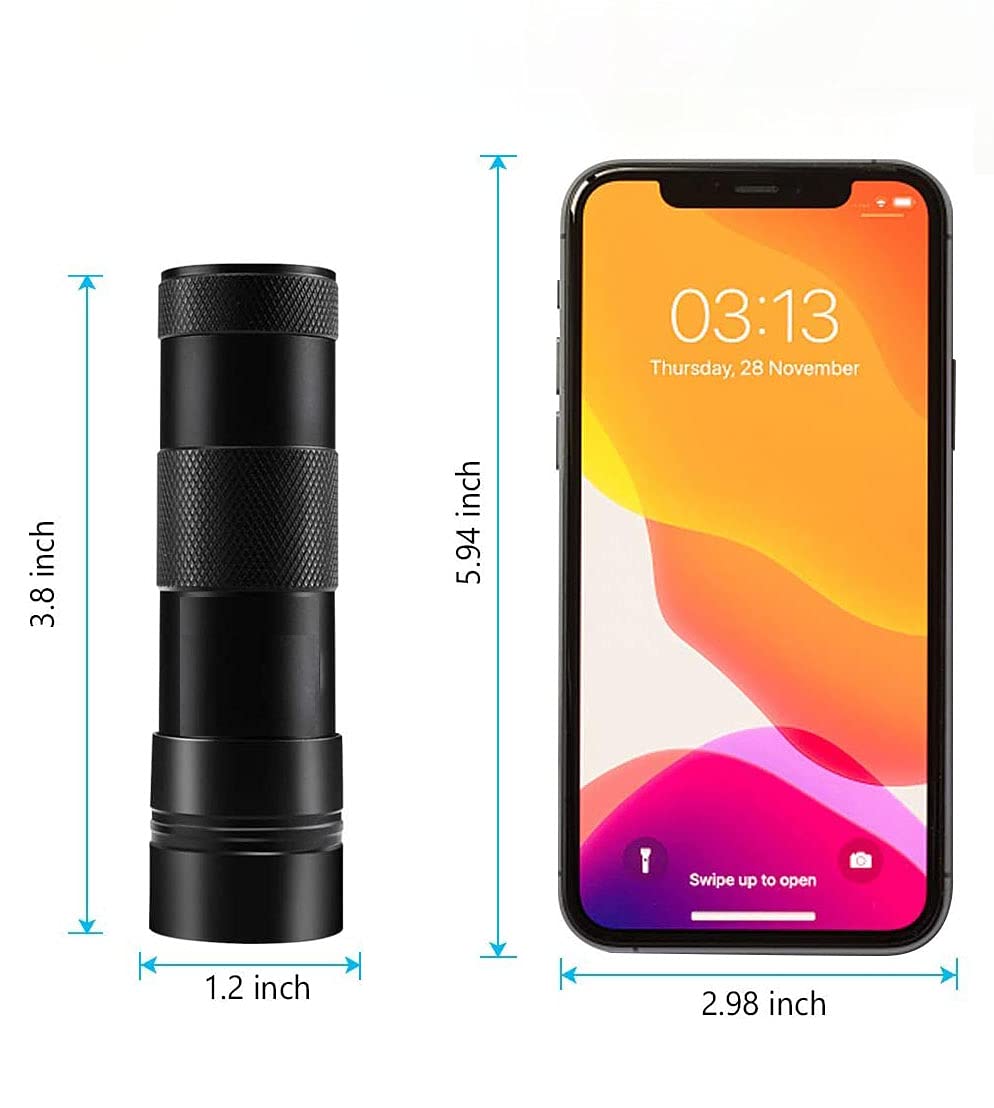 03:13
Thursday, 28 November
3.8 inch
5.94 inch
Swipe up to open
1.2 inch
2.98 inch